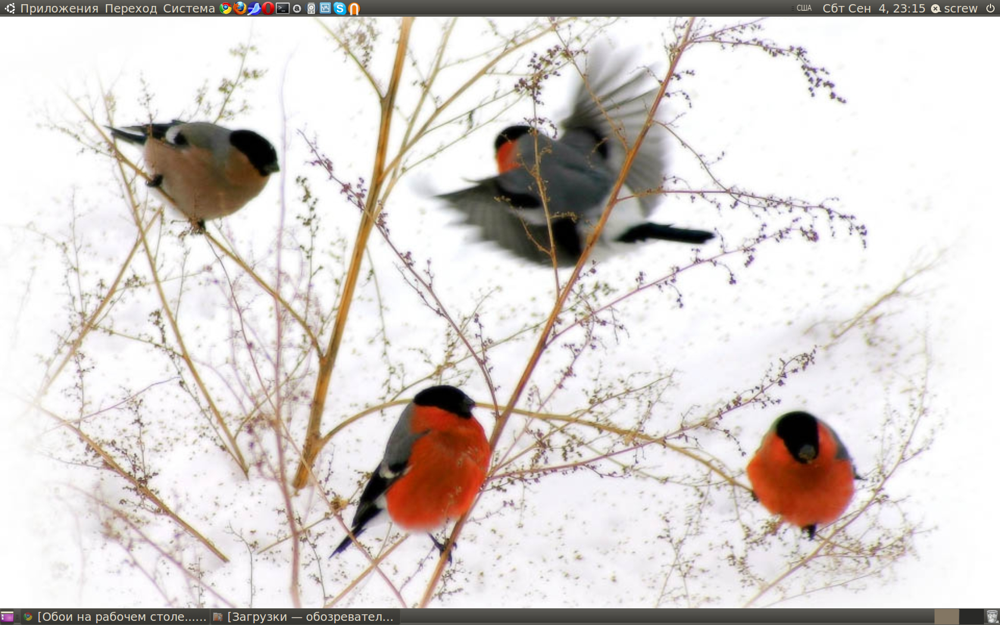 Приложения Переход Система США Сбт Сен 4, 23:15 screw
[Обои на рабочем столе...... [Загрузки — обозревател...